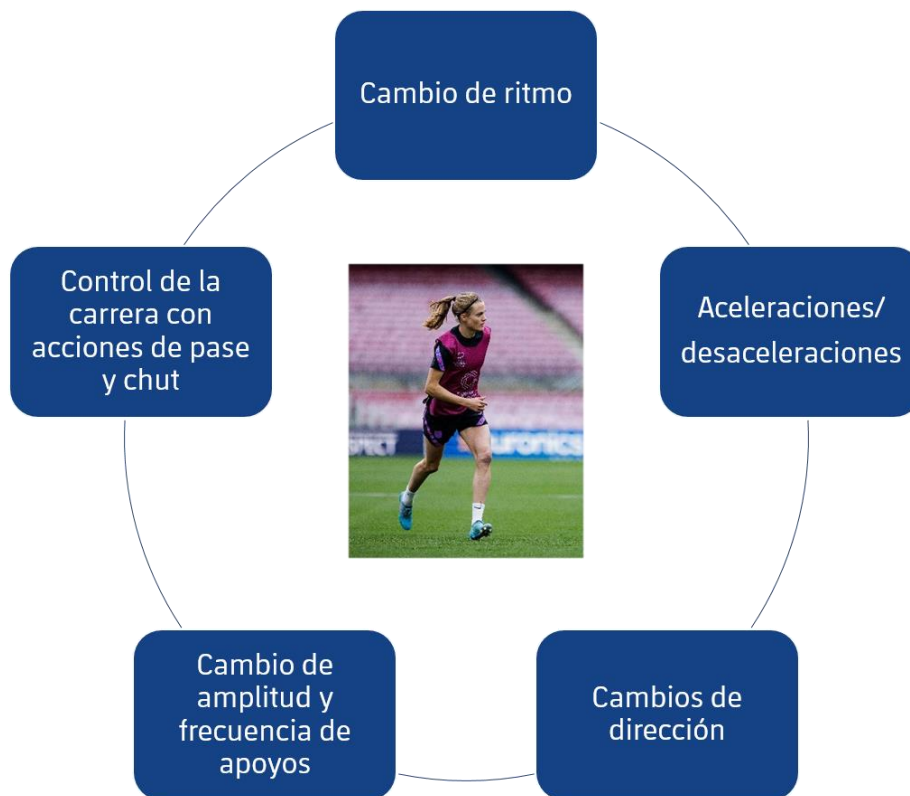 Cambio de ritmo
Aceleraciones/
desaceleraciones
Cambios de
dirección
Cambio de
amplitud y
frecuencia de
apoyos
Control de la
carrera con
acciones de pase
y chut